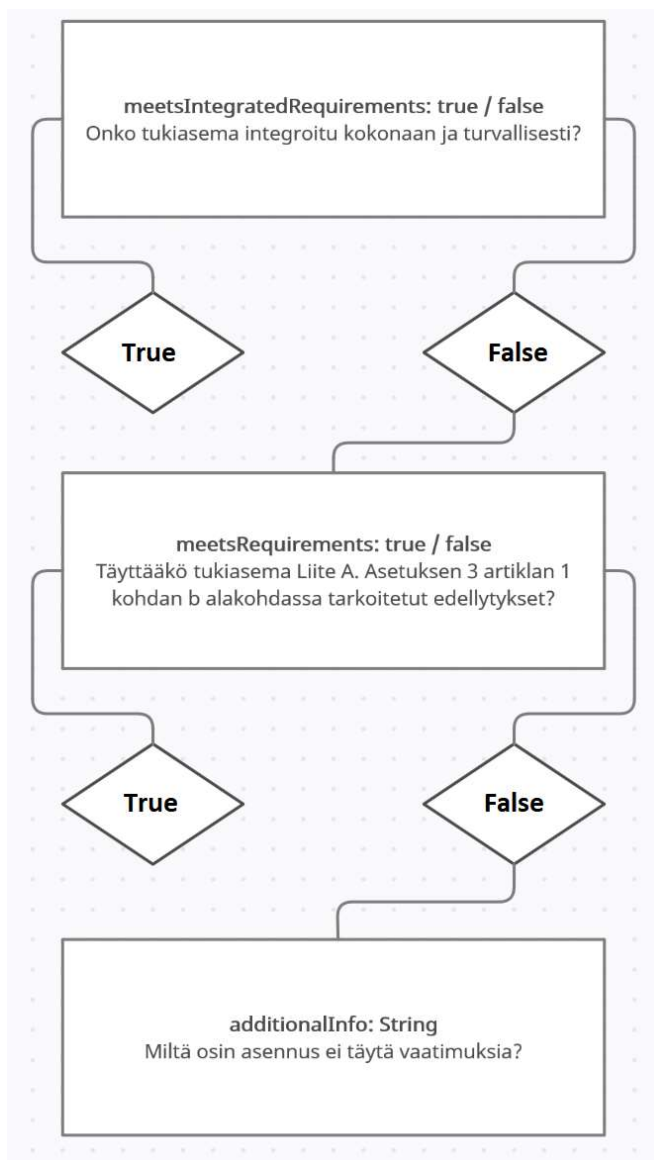 meetsIntegratedRequirements: true / false
Onko tukiasema integroitu kokonaan ja turvallisesti?
True
False
meetsRequirements: true / false
Täyttääkö tukiasema Liite A. Asetuksen 3 artiklan 1
kohdan b alakohdassa tarkoitetut edellytykset?
True
False
additionalInfo: String
Miltä osin asennus ei täytä vaatimuksia?